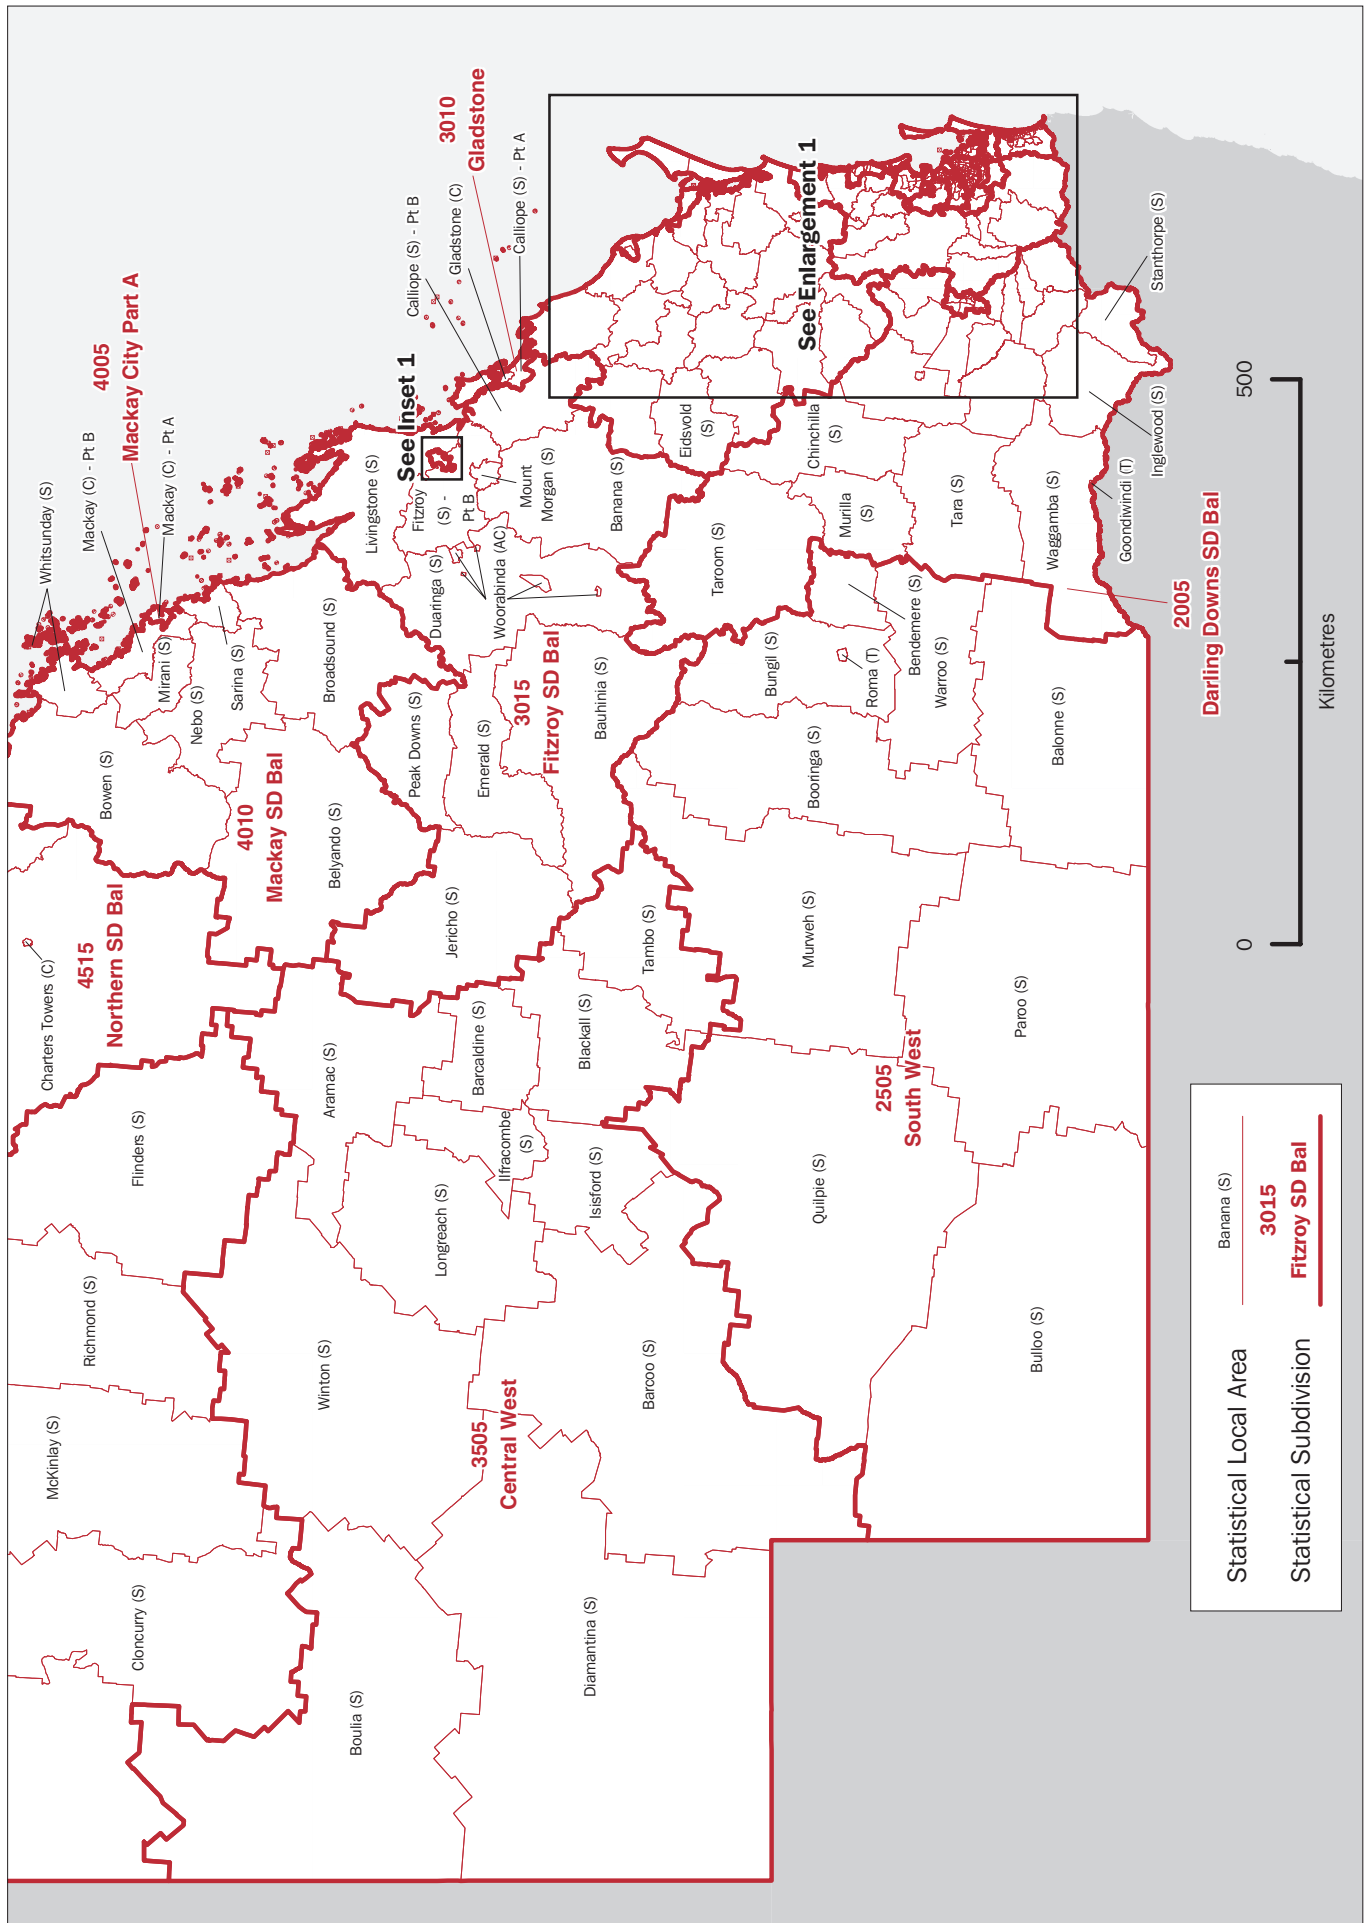 Whitsunday (S)
Mackay (C) - Pt B
4005
Mackay City Part A
Mackay (C) - Pt A
Mirani (S)
Nebo (S)
Sarina (S)
Bowen (S)
Broadsound (S)
4010
Mackay SD Bal
Belyando (S)
4515
Northern SD Bal
Charters Towers (C)
Flinders (S)
Richmond (S)
McKinlay (S)
Cloncurry (S)
Boulia (S)
Winton (S)
Aramac (S)
Longreach (S)
Ilfracombe
(S)
Barcaldine (S)
Jericho (S)
Peak Downs (S)
Emerald (S)
3015
Fitzroy SD Bal
Bauhinia (S)
Duaringa (S)
Woorabinda (AC)
Livingstone (S)
Fitzroy
(S) -
Pt B
See Inset 1
Mount
Morgan (S)
Banana (S)
Calliope (S) - Pt B
Gladstone (C)
3010
Gladstone
Calliope (S) - Pt A
See Enlargement 1
3505
Central West
Diamantina (S)
Barcoo (S)
Isisford (S)
Blackall (S)
Tambo (S)
Eidsvold
(S)
Taroom (S)
Chinchilla
(S)
Murilla
(S)
Tara (S)
Waggamba (S)
Goondiwindi (T)
Inglewood (S)
Stanthorpe (S)
2005
Darling Downs SD Bal
Bungil (S)
Roma (T)
Bendemere (S)
Warroo (S)
Booringa (S)
Balonne (S)
Murweh (S)
Paroo (S)
2505
South West
Quilpie (S)
Bulloo (S)
0
500
Kilometres
Statistical Local Area
Banana (S)
Statistical Subdivision
3015
Fitzroy SD Bal